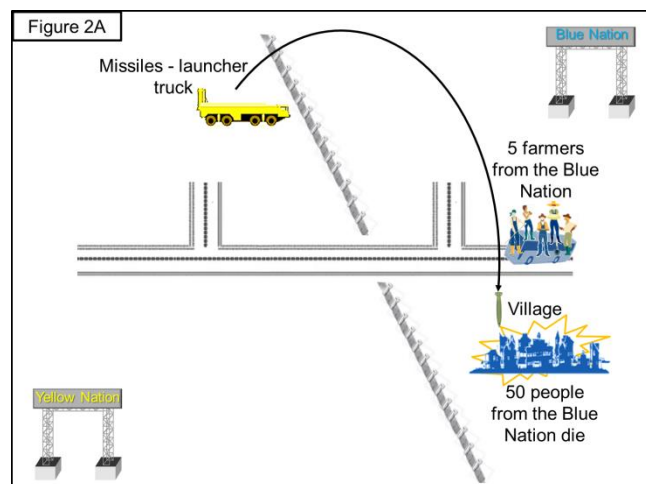 Figure 2A
Blue Nation
Missiles - launcher
truck
5 farmers
from the Blue
Nation
Village
50 people
from the Blue
Nation die
Yellow Nation